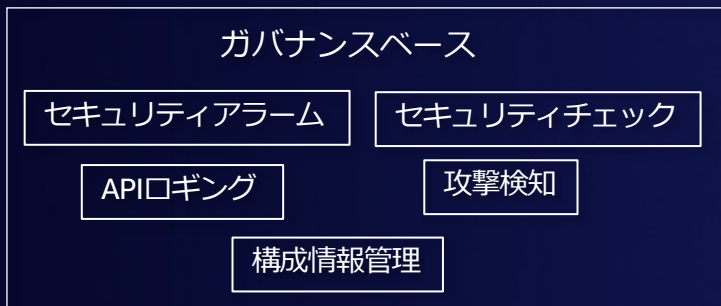 ガバナンスベース
セキュリティアラーム
セキュリティチェック
APIロギング
攻撃検知
構成情報管理